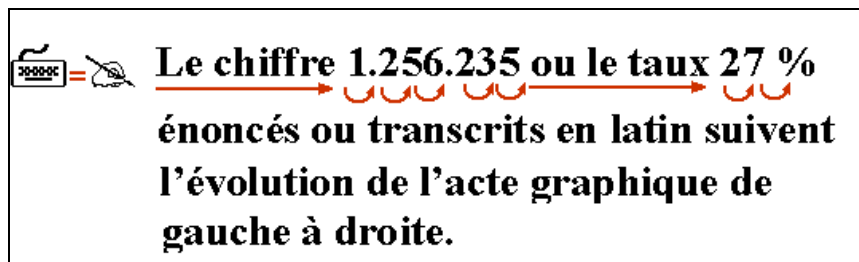 Le chiffre 1.256.235 ou le taux 27 %
énoncés ou transcrits en latin suivent
l’évolution de l’acte graphique de
gauche à droite.